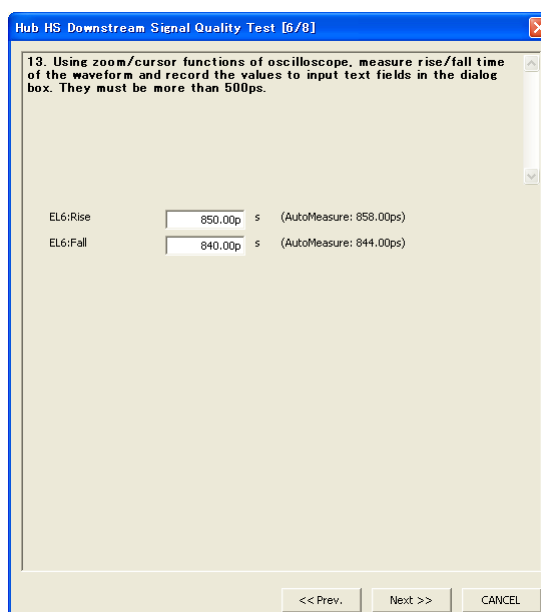 Hub HS Downstream Signal Quality Test [6/8]
13. Using zoom/cursor functions of oscilloscope, measure rise/fall time
of the waveform and record the values to input text fields in the dialog
box. They must be more than 500ps.
EL6:Rise 850.00p s (AutoMeasure: 858.00ps)
EL6:Fall 840.00p s (AutoMeasure: 844.00ps)
<< Prev. Next >> CANCEL